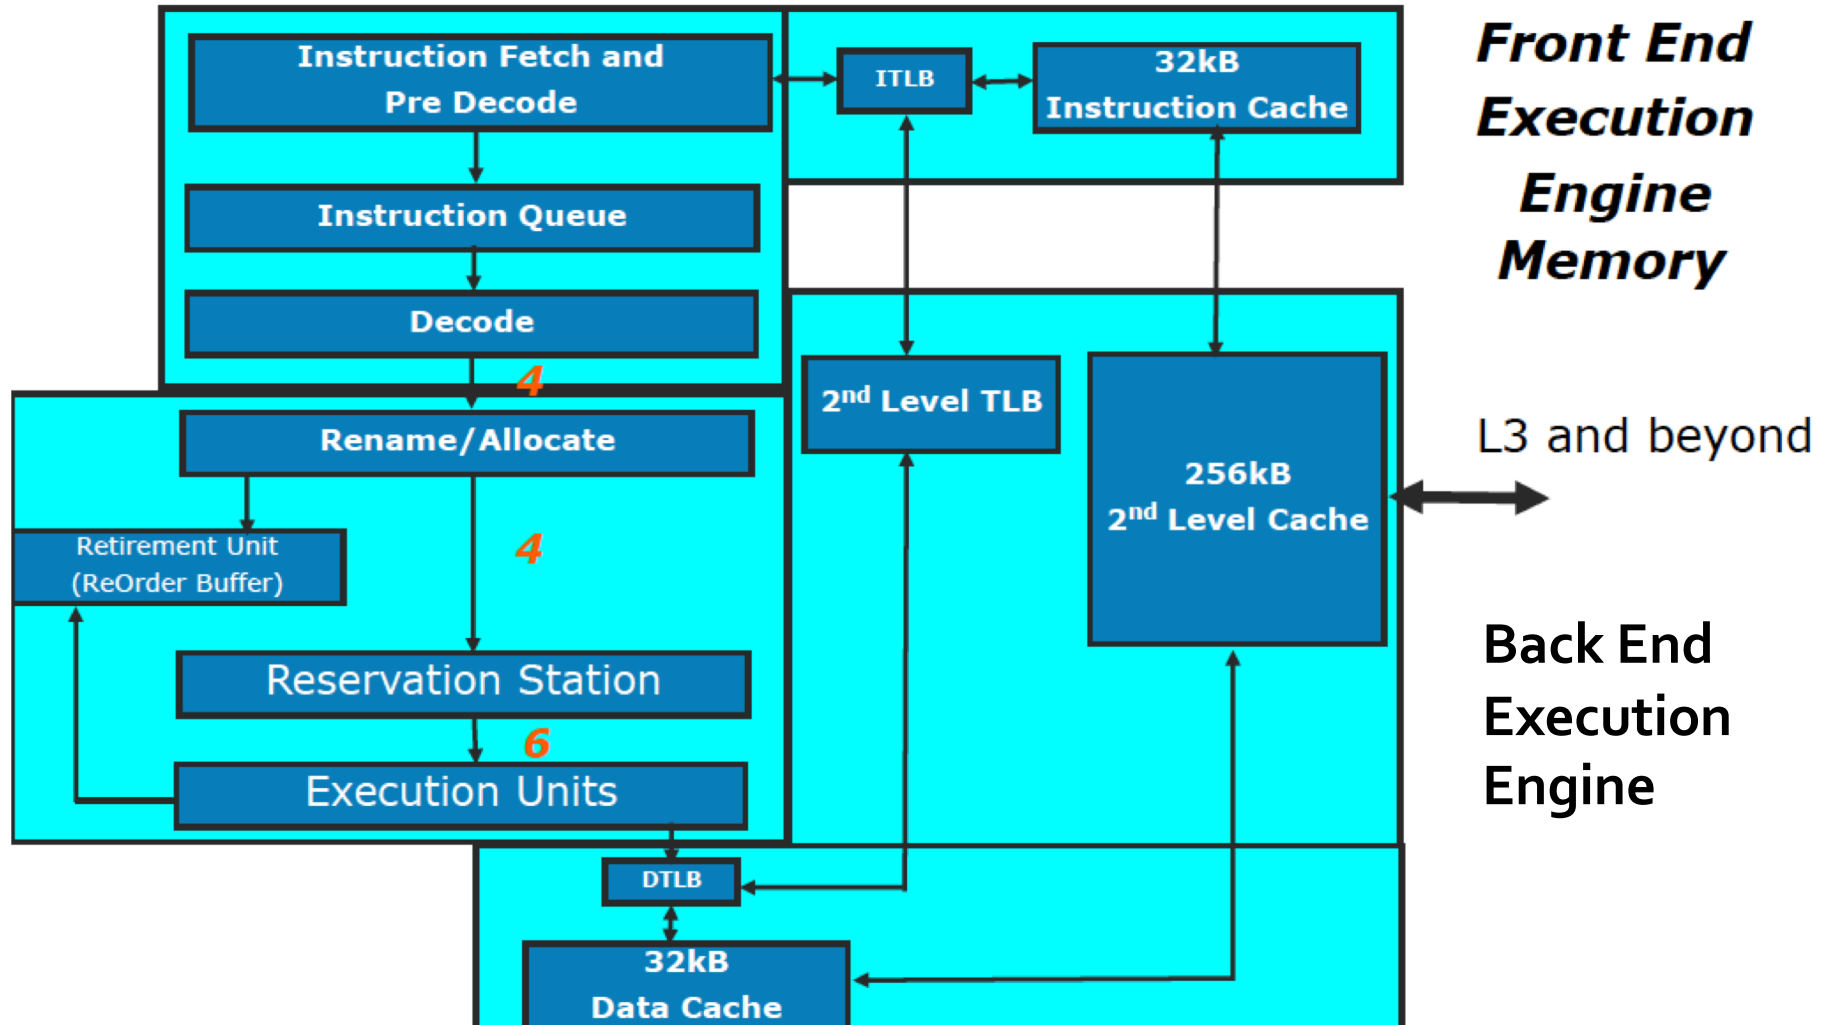 Instruction Fetch and
Pre Decode
ITLB
32kB
Instruction Cache
Front End
Execution
Engine
Memory
Instruction Queue
Decode
4
Rename/Allocate
2nd Level TLB
256kB
2nd Level Cache
L3 and beyond
Retirement Unit
(ReOrder Buffer)
4
Reservation Station
6
Execution Units
Back End
Execution
Engine
DTLB
32kB
Data Cache